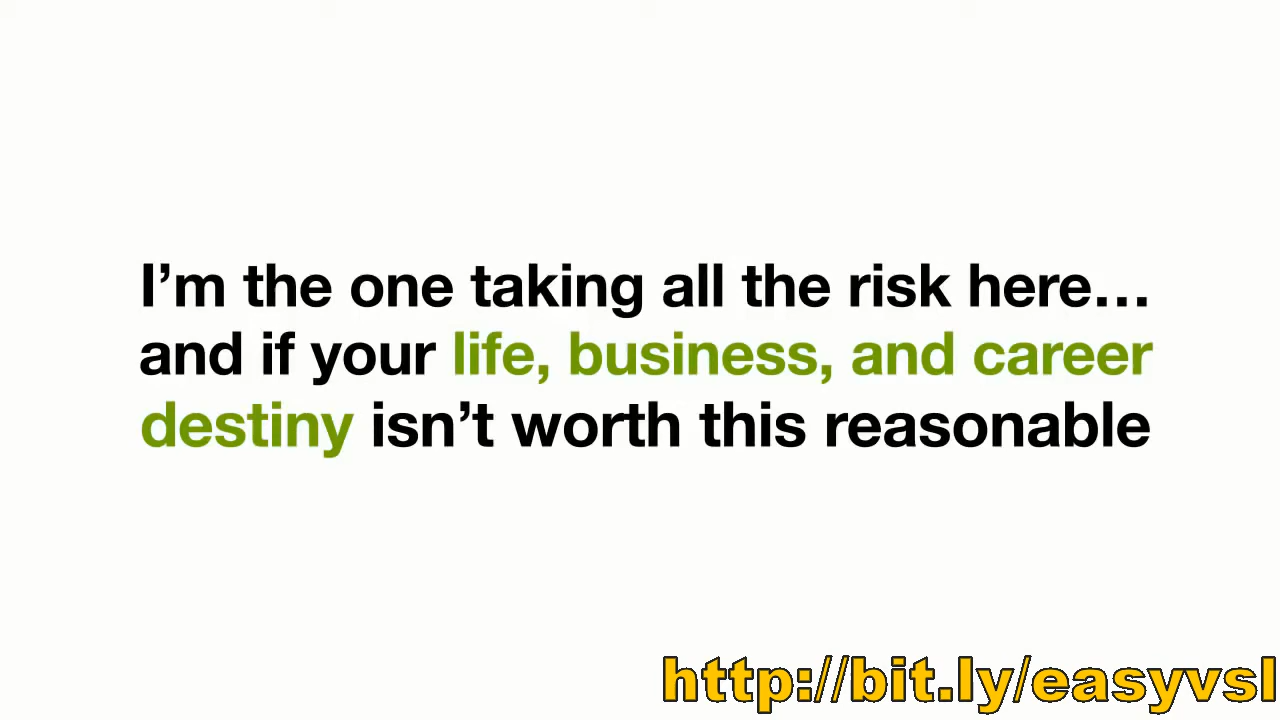 I’m the one taking all the risk here…
and if your life, business, and career
destiny isn’t worth this reasonable
http://bit.ly/easyvsl